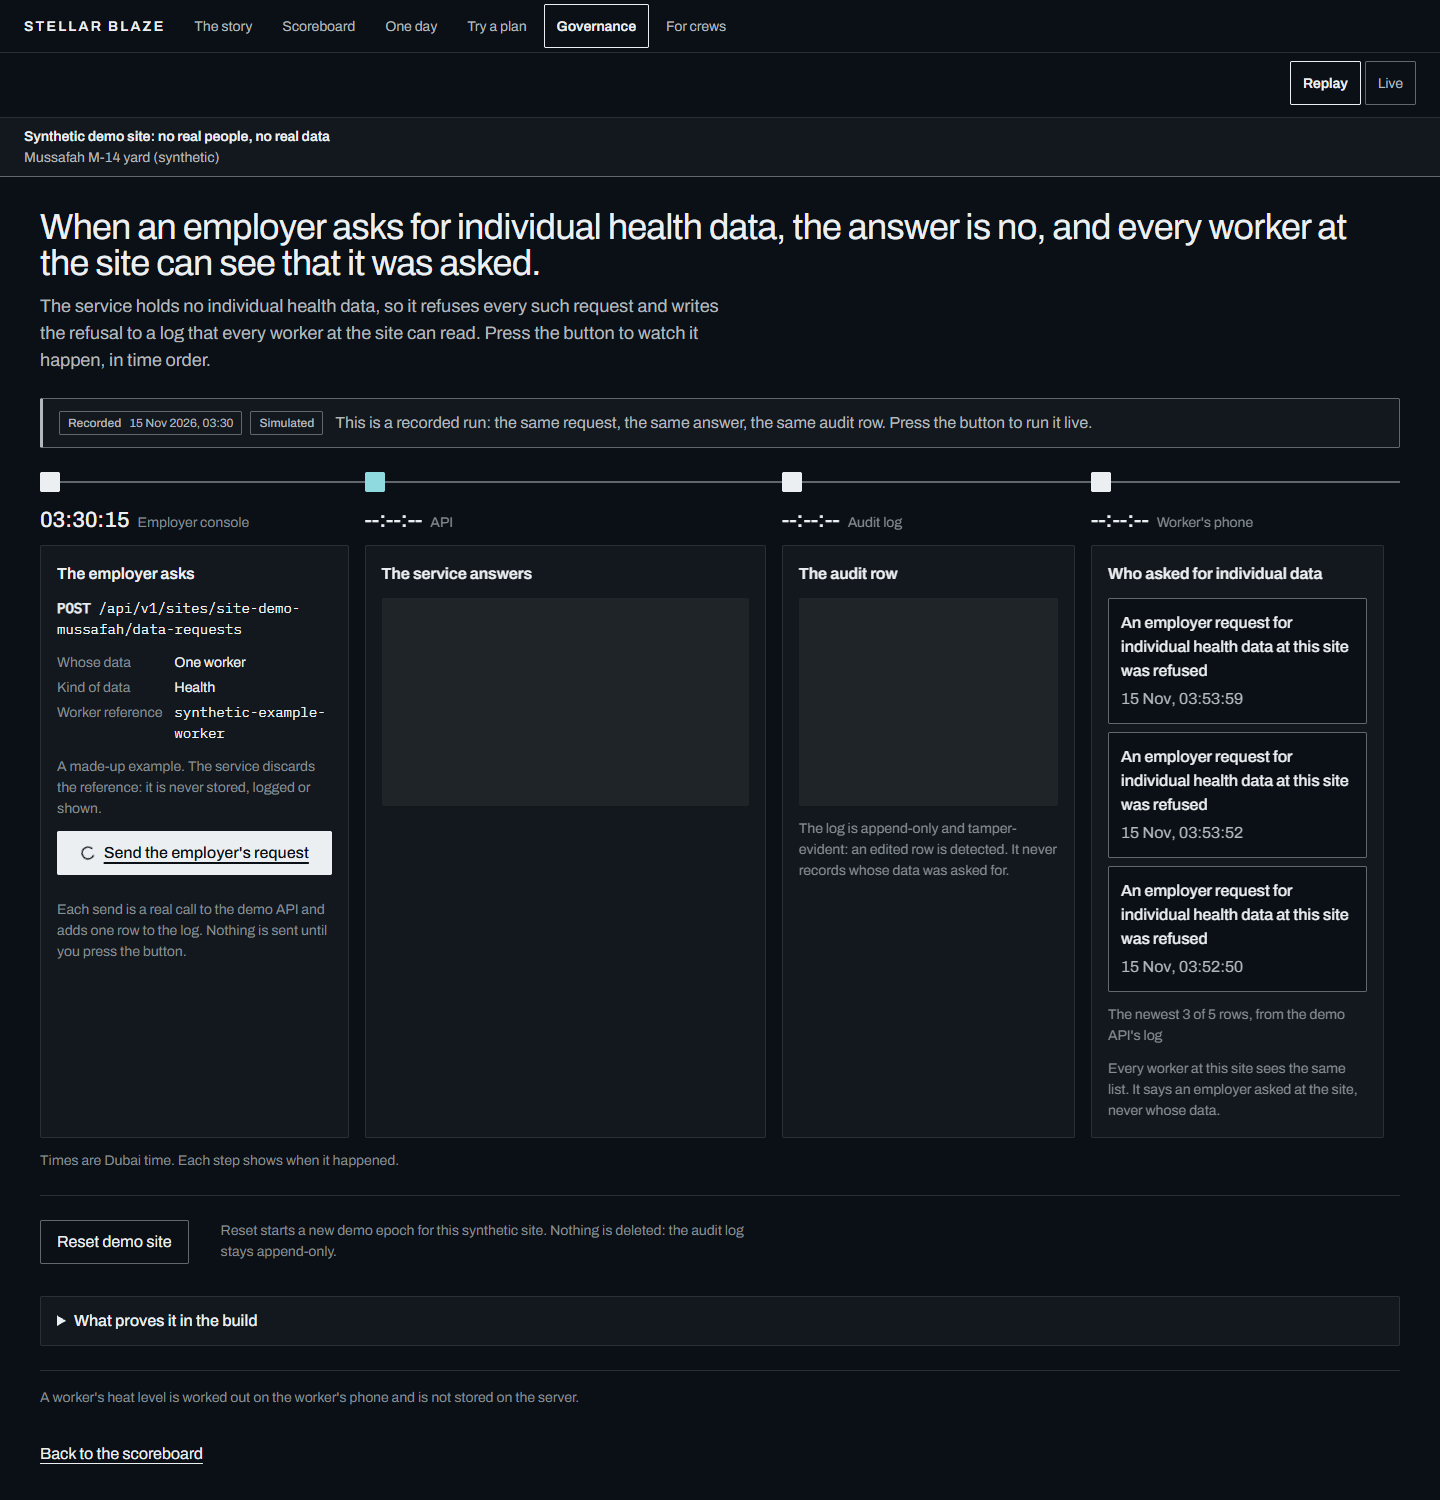 STELLAR BLAZE
The story
Scoreboard
One day
Try a plan
Governance
For crews
Replay
Live
Synthetic demo site: no real people, no real data
Mussafah M-14 yard (synthetic)
When an employer asks for individual health data, the answer is no, and every worker at
the site can see that it was asked.
The service holds no individual health data, so it refuses every such request and writes
the refusal to a log that every worker at the site can read. Press the button to watch it
happen, in time order.
Recorded 15 Nov 2026, 03:30
Simulated
This is a recorded run: the same request, the same answer, the same audit row. Press the button to run it live.
03:30:15 Employer console
--:--:-- API
--:--:-- Audit log
--:--:-- Worker's phone
The employer asks
POST /api/v1/sites/site-demo-
mussafah/data-requests
Whose data One worker
Kind of data Health
Worker reference synthetic-example-
worker
A made-up example. The service discards
the reference: it is never stored, logged or
shown.
Send the employer's request
Each send is a real call to the demo API and
adds one row to the log. Nothing is sent until
you press the button.
The service answers
The audit row
The log is append-only and tamper-
evident: an edited row is detected. It never
records whose data was asked for.
Who asked for individual data
An employer request for
individual health data at this site
was refused
15 Nov, 03:53:59
An employer request for
individual health data at this site
was refused
15 Nov, 03:53:52
An employer request for
individual health data at this site
was refused
15 Nov, 03:52:50
The newest 3 of 5 rows, from the demo
API's log
Every worker at this site sees the same
list. It says an employer asked at the site,
never whose data.
Times are Dubai time. Each step shows when it happened.
Reset demo site
Reset starts a new demo epoch for this synthetic site. Nothing is deleted: the audit log
stays append-only.
What proves it in the build
A worker's heat level is worked out on the worker's phone and is not stored on the server.
Back to the scoreboard